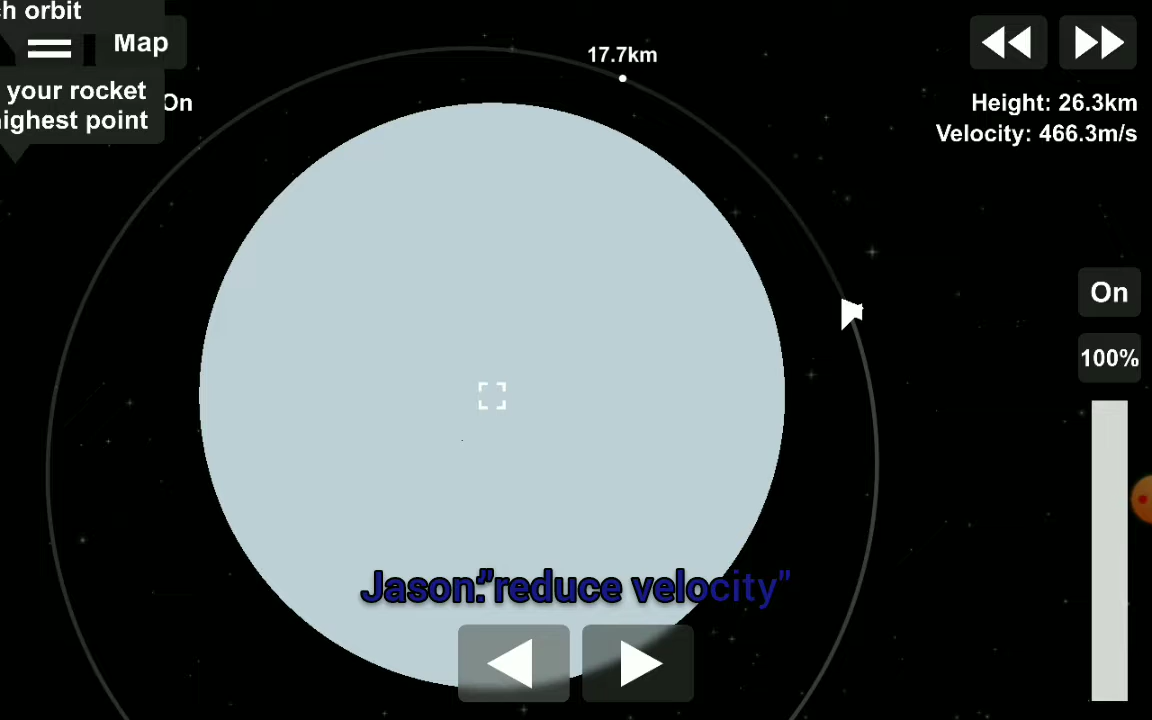 ch orbit
Map
your rocket
highest point
On
17.7km
Height: 26.3km
Velocity: 466.3m/s
On
100%
Jason:"reduce velocity"